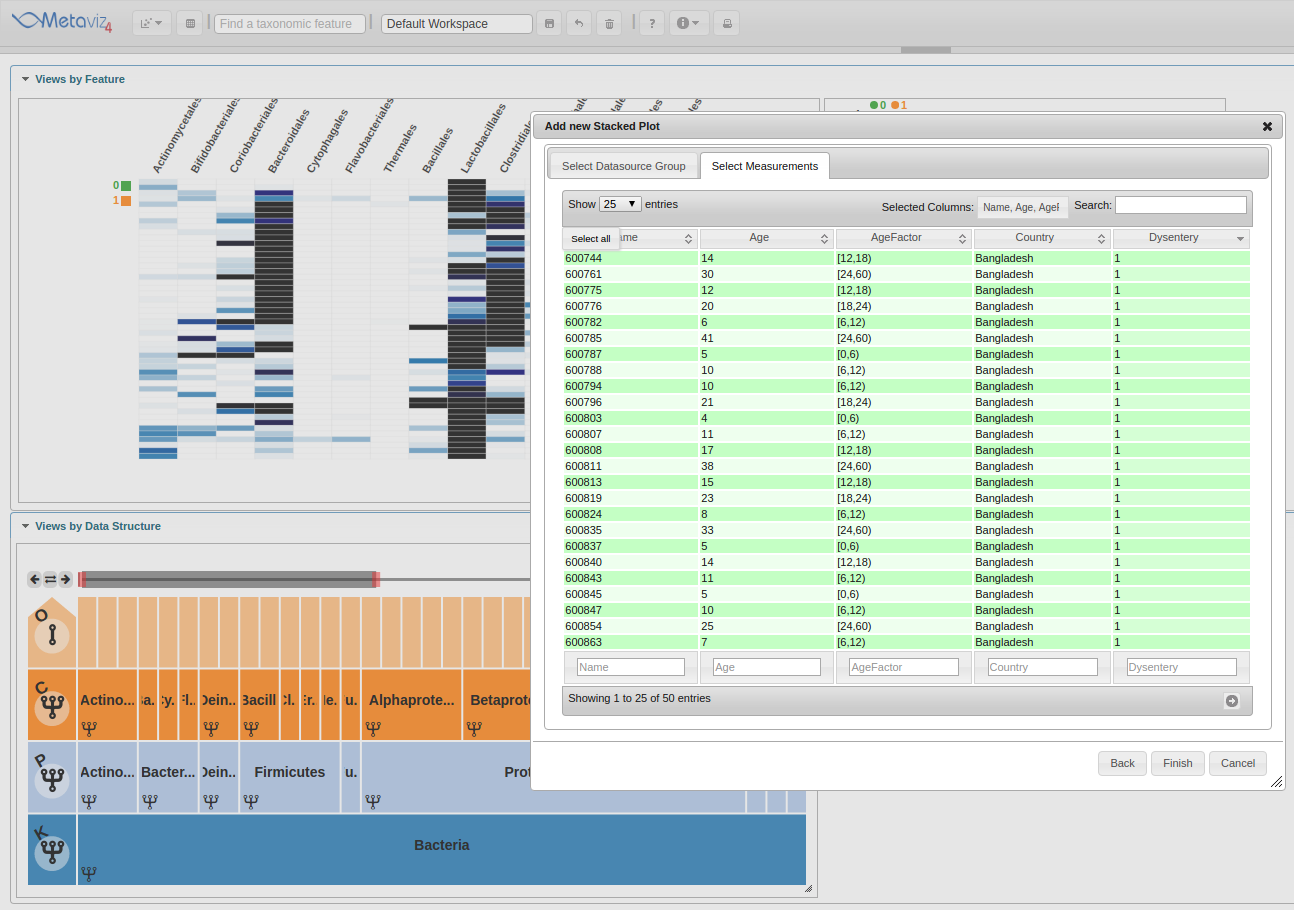 Metaviz4
Find a taxonomic feature
Default Workspace
?
Views by Feature
Actinomycetales
Bifidobacteriales
Coriobacteriales
Bacteroidales
Cytophagales
Flavobacteriales
Thermales
Bacillales
Lactobacillales
0
1
0 1
Add new Stacked Plot
Select Datasource Group
Select Measurements
Show 25 entries
Selected Columns: Name, Age, AgeF
Search:
Select all
Age AgeFactor Country Dysentery
600744 14 [12,18) Bangladesh 1
600761 30 [24,60) Bangladesh 1
600775 12 [12,18) Bangladesh 1
600776 20 [18,24) Bangladesh 1
600782 6 [6,12) Bangladesh 1
600785 41 [24,60) Bangladesh 1
600787 5 [0,6) Bangladesh 1
600788 10 [6,12) Bangladesh 1
600794 10 [6,12) Bangladesh 1
600796 21 [18,24) Bangladesh 1
600803 4 [0,6) Bangladesh 1
600807 11 [6,12) Bangladesh 1
600808 17 [12,18) Bangladesh 1
600811 38 [24,60) Bangladesh 1
600813 15 [12,18) Bangladesh 1
600819 23 [18,24) Bangladesh 1
600824 8 [6,12) Bangladesh 1
600835 33 [24,60) Bangladesh 1
600837 5 [0,6) Bangladesh 1
600840 14 [12,18) Bangladesh 1
600843 11 [6,12) Bangladesh 1
600845 5 [0,6) Bangladesh 1
600847 10 [6,12) Bangladesh 1
600854 25 [24,60) Bangladesh 1
600863 7 [6,12) Bangladesh 1
Name Age AgeFactor Country Dysentery
Showing 1 to 25 of 50 entries
Back Finish Cancel
Views by Data Structure
O
C
Actino... Dein.. Bacill Alphaprote... Betaprote
P
Actino... Bacter... Dein.. Firmicutes
K
Bacteria